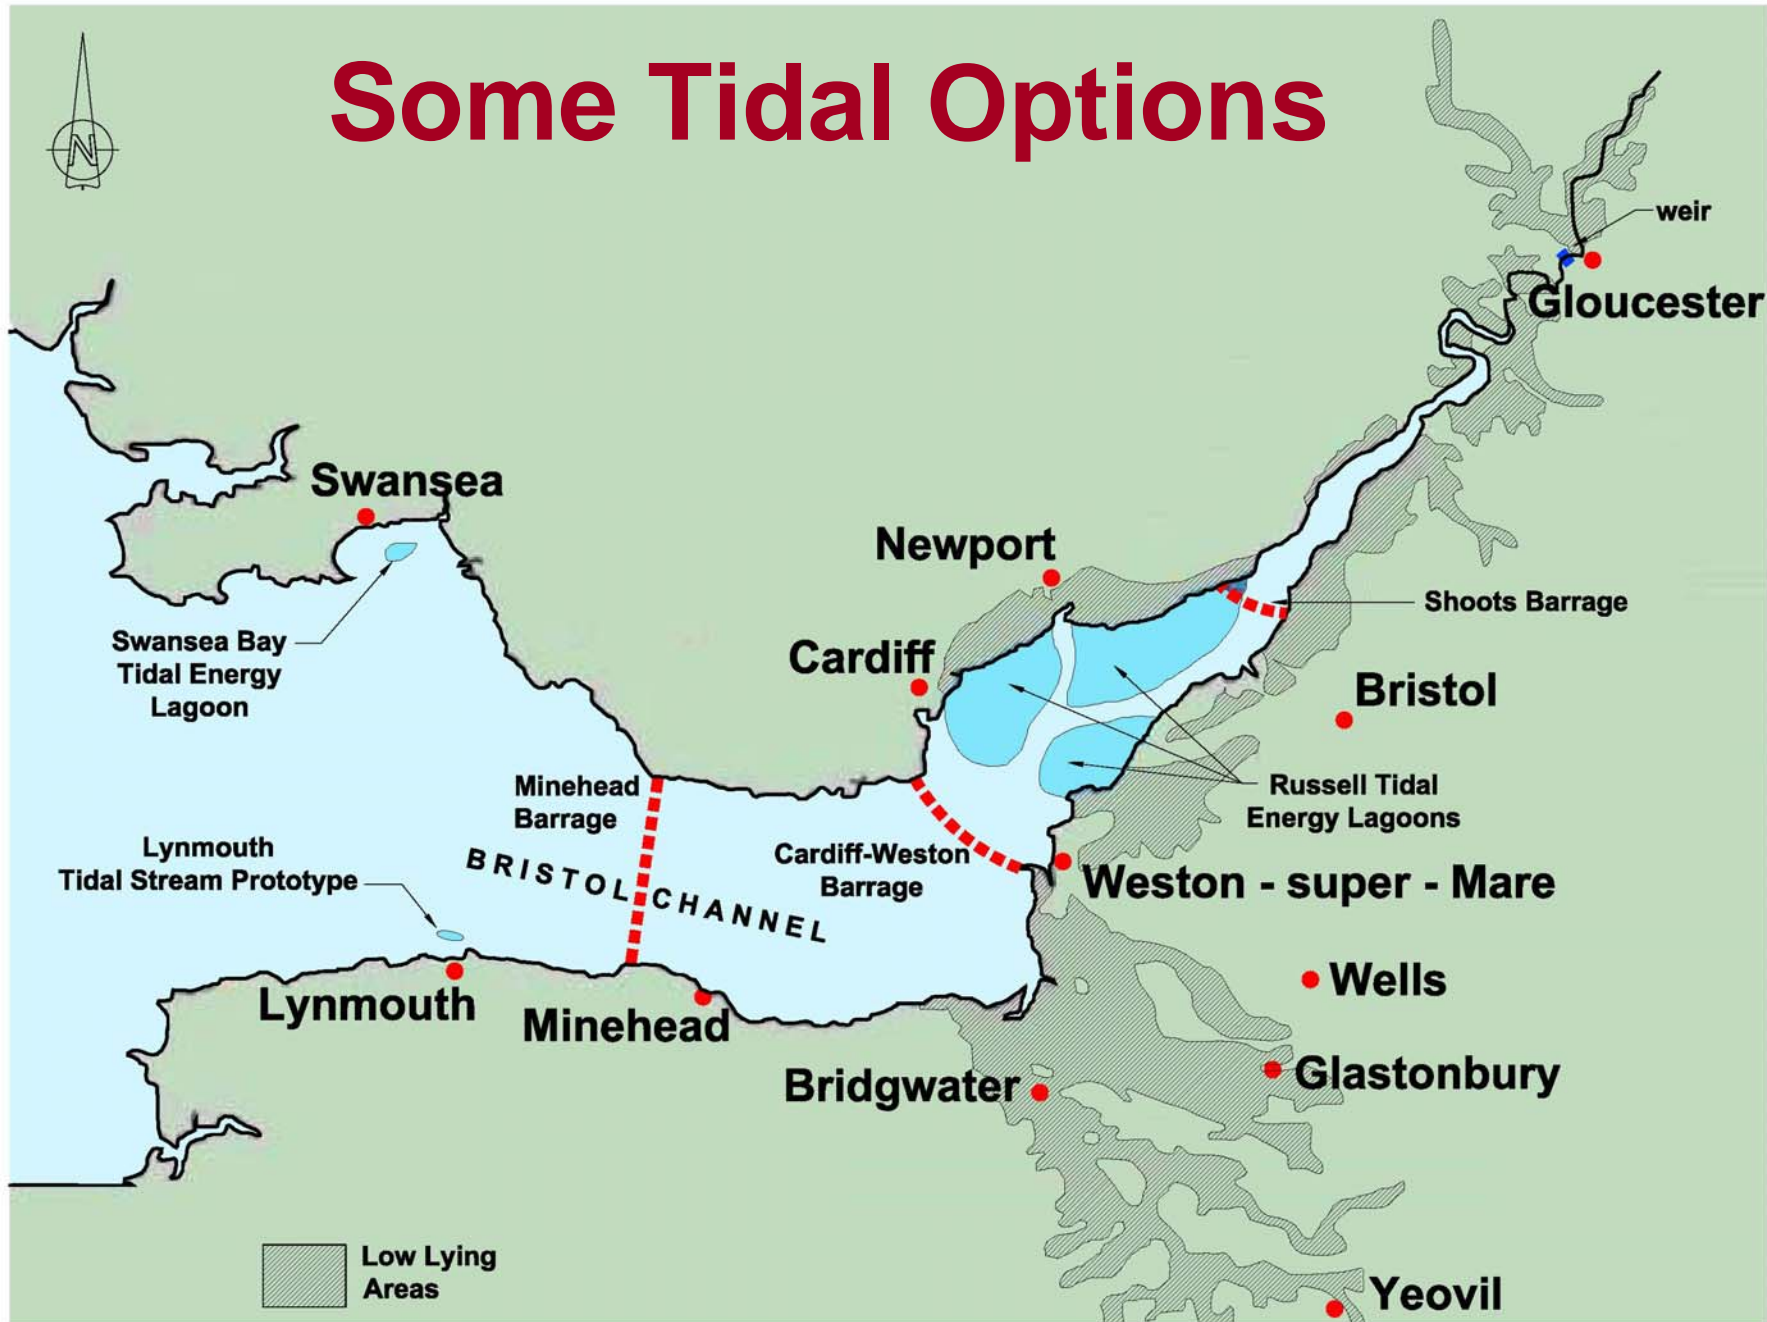 Some Tidal Options
N
weir
Gloucester
Swansea
Newport
Shoots Barrage
Swansea Bay
Tidal Energy
Lagoon
Cardiff
Bristol
Minehead
Barrage
Russell Tidal
Energy Lagoons
Lynmouth
Tidal Stream Prototype
BRISTOL CHANNEL
Cardiff-Weston
Barrage
Weston - super - Mare
Wells
Lynmouth
Minehead
Bridgwater
Glastonbury
Low Lying
Areas
Yeovil